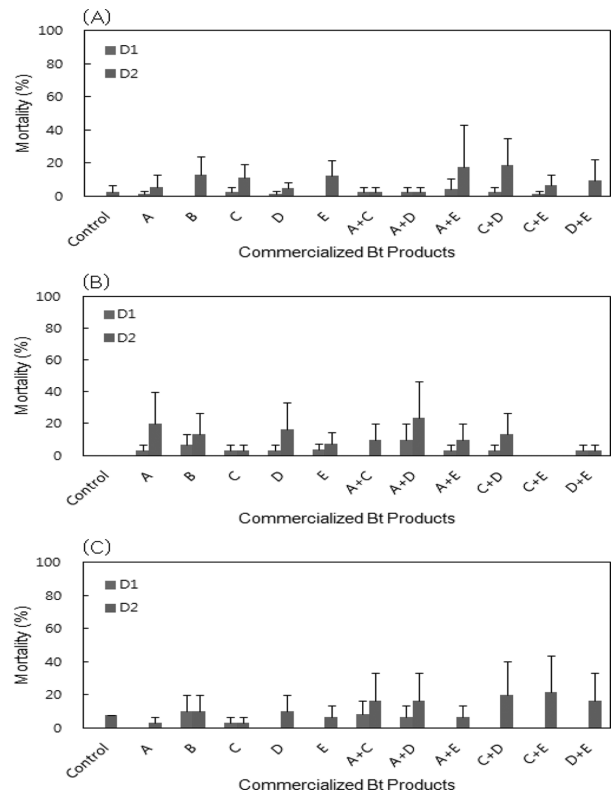 (A)
100
80
60
40
20
0
Mortality (%)
D1
D2
Control A B C D E A+C A+D A+E C+D C+E D+E
Commercialized Bt Products
(B)
100
80
60
40
20
0
Mortality (%)
D1
D2
Control A B C D E A+C A+D A+E C+D C+E D+E
Commercialized Bt Products
(C)
100
80
60
40
20
0
Mortality (%)
D1
D2
Control A B C D E A+C A+D A+E C+D C+E D+E
Commercialized Bt Products